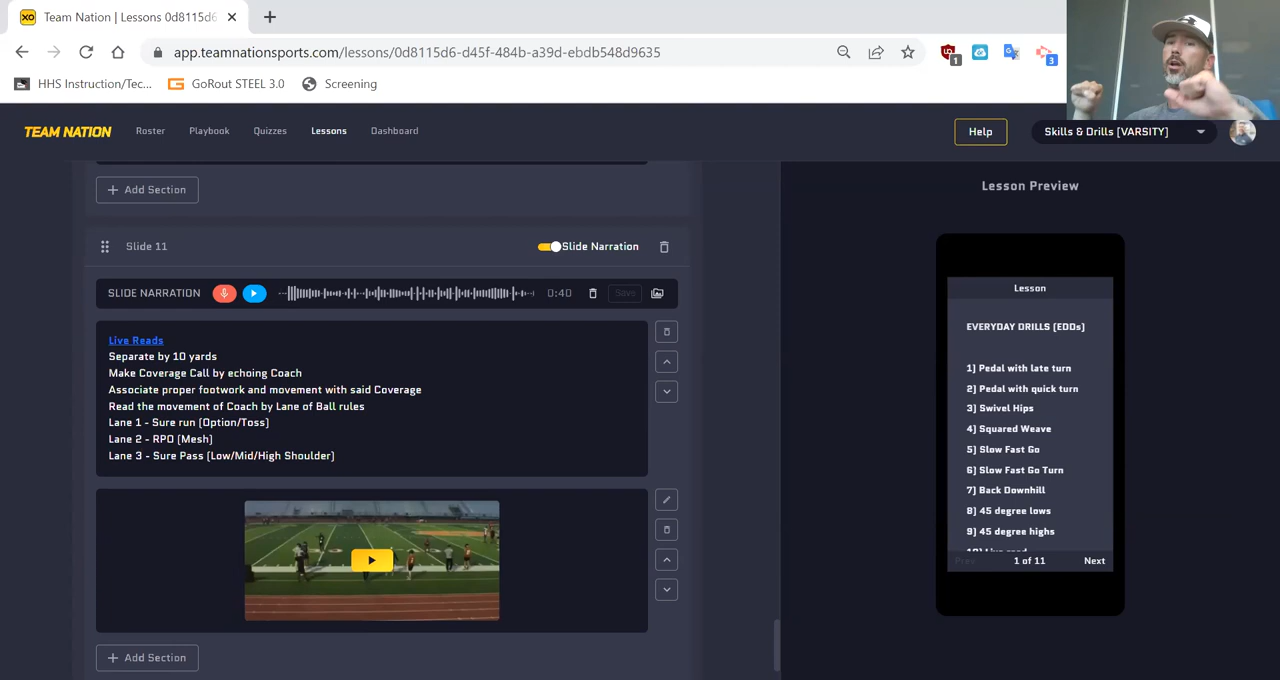 XO Team Nation | Lessons 0d8115d6
app.teamnationsports.com/lessons/0d8115d6-d45f-484b-a39d-ebdb548d9635
1
3
HHS Instruction/Tec...
GoRout STEEL 3.0
Screening
TEAM NATION
Roster
Playbook
Quizzes
Lessons
Dashboard
Help
Skills & Drills [VARSITY]
+ Add Section
Slide 11
Slide Narration
SLIDE NARRATION
0:40
Save
Live Reads
Separate by 10 yards
Make Coverage Call by echoing Coach
Associate proper footwork and movement with said Coverage
Read the movement of Coach by Lane of Ball rules
Lane 1 - Sure run (Option/Toss)
Lane 2 - RPO (Mesh)
Lane 3 - Sure Pass (Low/Mid/High Shoulder)
+ Add Section
Lesson Preview
Lesson
EVERYDAY DRILLS (EDDs)
1) Pedal with late turn
2) Pedal with quick turn
3) Swivel Hips
4) Squared Weave
5) Slow Fast Go
6) Slow Fast Go Turn
7) Back Downhill
8) 45 degree lows
9) 45 degree highs
Prev
1 of 11
Next